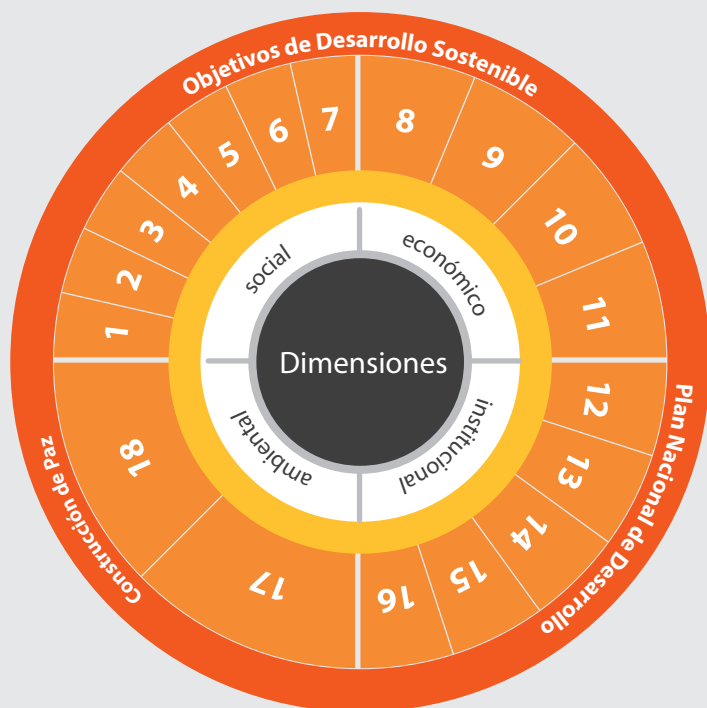 Objetivos de Desarrollo Sostenible
Plan Nacional de Desarrollo
Construcción de Paz
1
2
3
4
5
6
7
8
9
10
11
12
13
14
15
16
17
18
social
económico
institucional
ambiental
Dimensiones